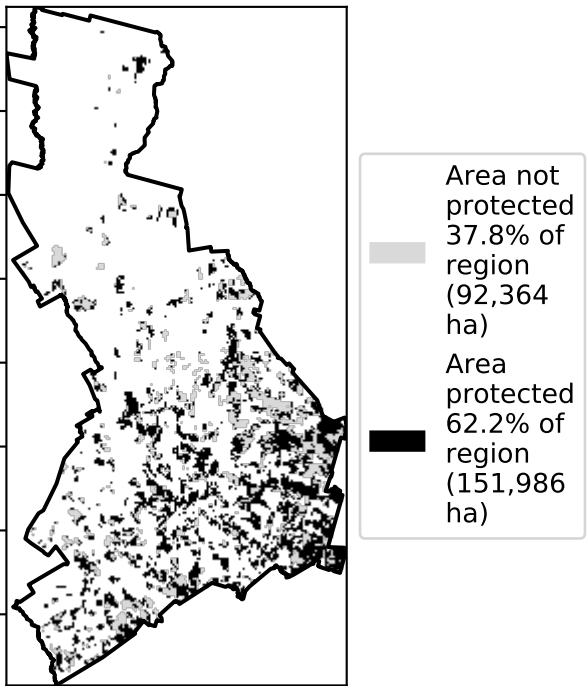 Area not
protected
37.8% of
region
(92,364
ha)
Area
protected
62.2% of
region
(151,986
ha)